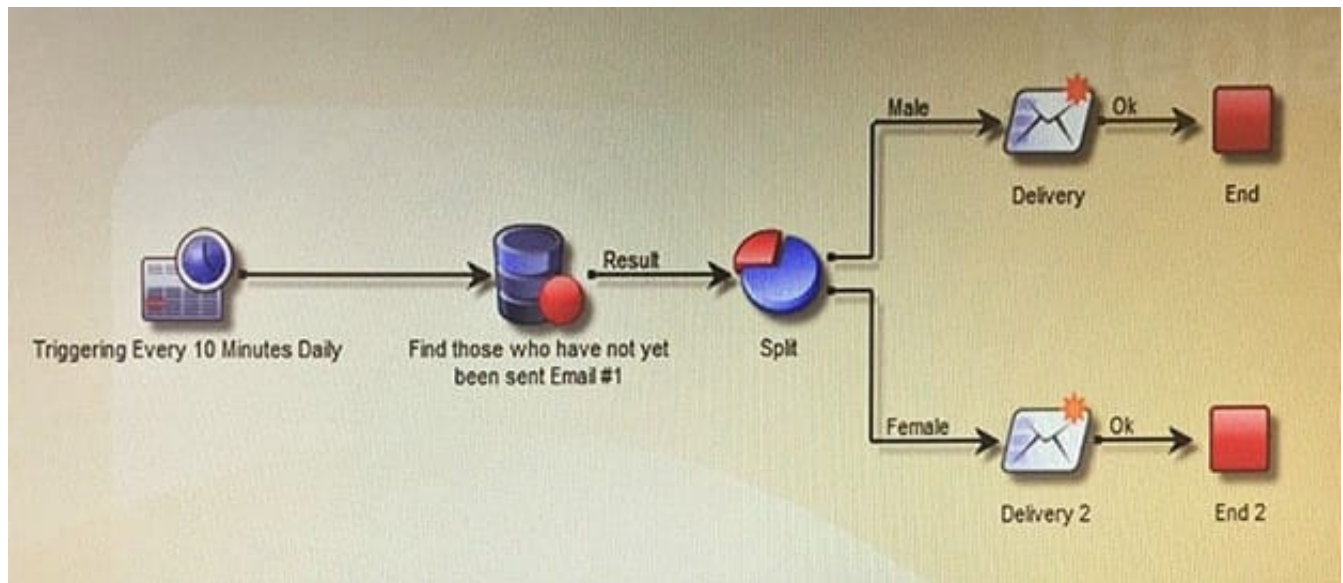 Male
Ok
Delivery
End
Result
Triggering Every 10 Minutes Daily
Find those who have not yet
been sent Email #1
Split
Female
Ok
Delivery 2
End 2